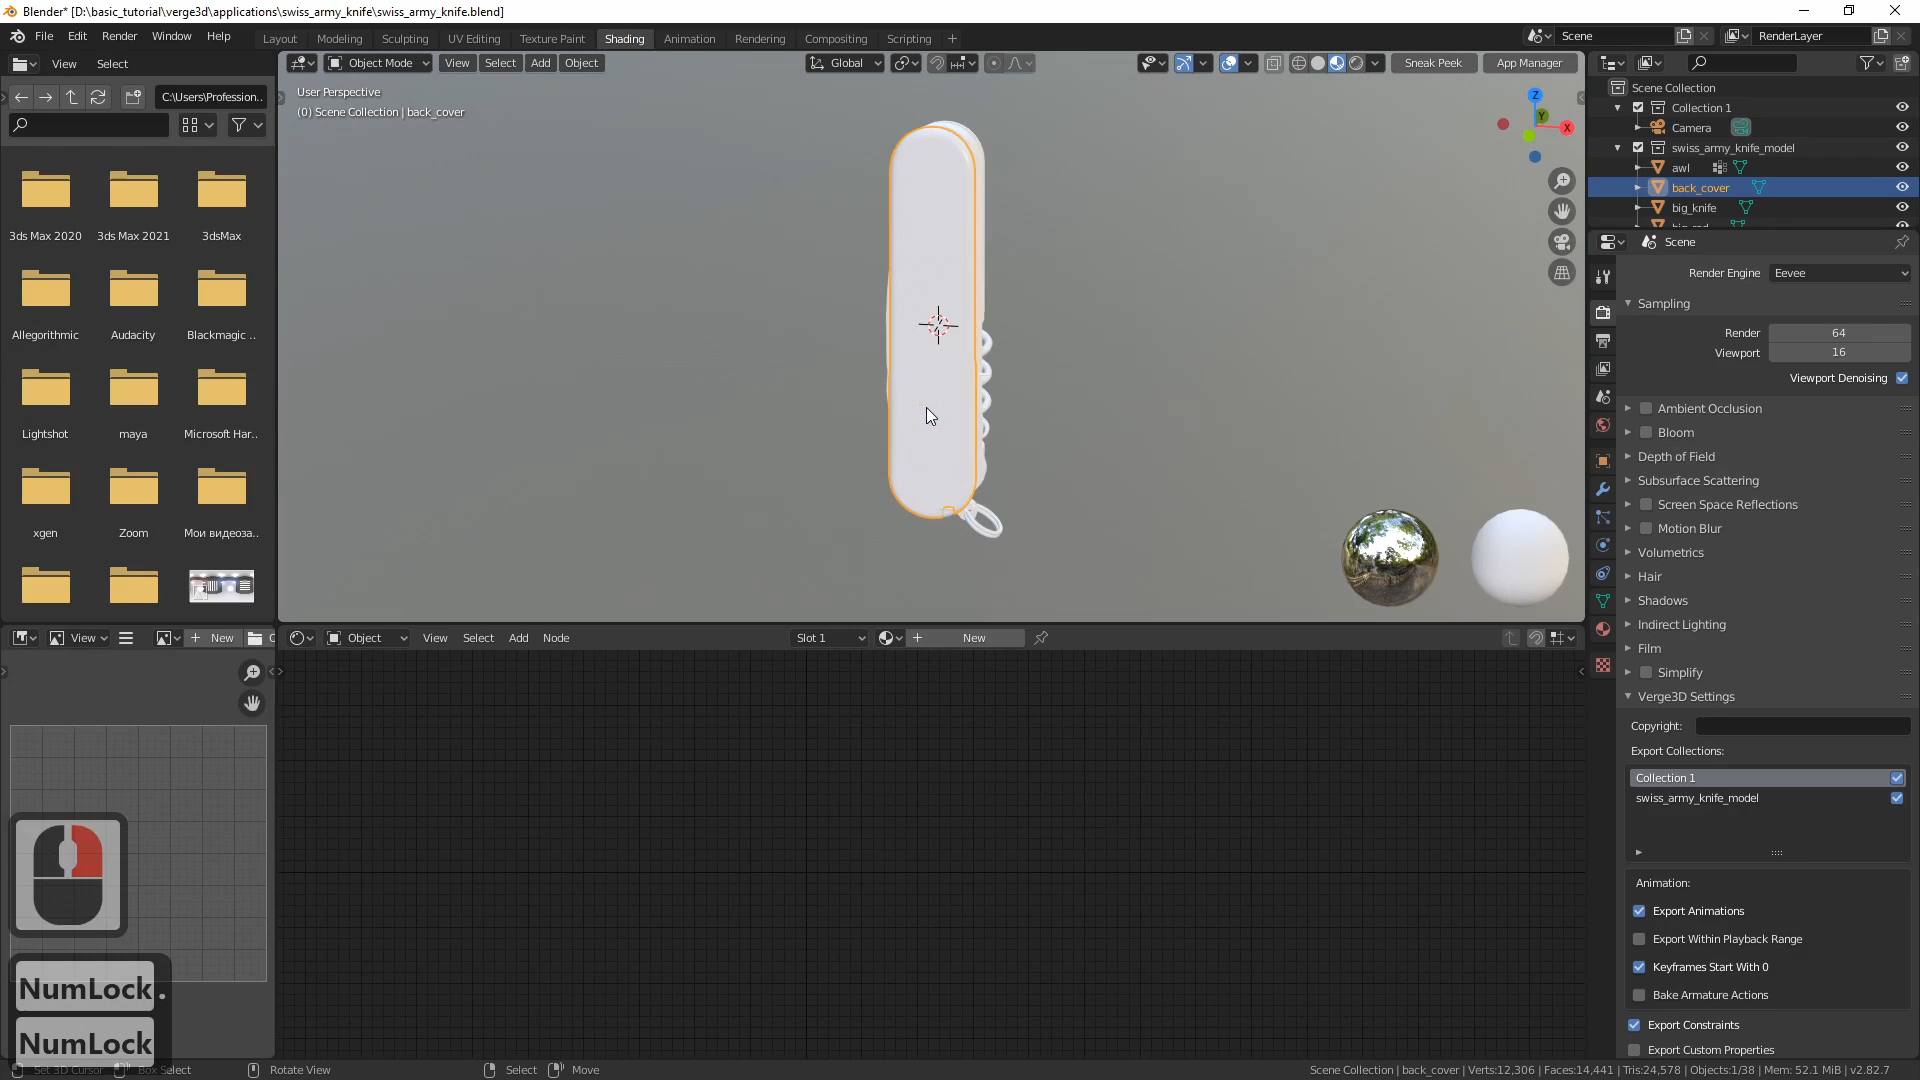 Blender* [D:\basic_tutorial\verge3d\applications\swiss_army_knife\swiss_army_knife.blend]
File Edit Render Window Help
Layout Modeling Sculpting UV Editing Texture Paint Shading Animation Rendering Compositing Scripting +
Scene
RenderLayer
View Select
Object Mode View Select Add Object
Global
Sneak Peek App Manager
C:\Users\Profession..
User Perspective
(0) Scene Collection | back_cover
Z
Y
X
3ds Max 2020 3ds Max 2021 3dsMax
Allegorithmic Audacity Blackmagic ..
Lightshot maya Microsoft Har..
xgen Zoom Мои видеоза..
Scene Collection
Collection 1
Camera
swiss_army_knife_model
awl
back_cover
big_knife
Scene
Render Engine Eevee
Sampling
Render 64
Viewport 16
Viewport Denoising
Ambient Occlusion
Bloom
Depth of Field
Subsurface Scattering
Screen Space Reflections
Motion Blur
Volumetrics
Hair
Shadows
Indirect Lighting
Film
Simplify
Verge3D Settings
Copyright:
Export Collections:
Collection 1
swiss_army_knife_model
Animation:
Export Animations
Export Within Playback Range
Keyframes Start With 0
Bake Armature Actions
Export Constraints
Export Custom Properties
View
New
Object View Select Add Node
Slot 1
New
NumLock .
NumLock
Set 3D Cursor Box Select Rotate View Select Move
Scene Collection | back_cover | Verts:12,306 | Faces:14,441 | Tris:24,578 | Objects:1/38 | Mem: 52.1 MiB | v2.82.7